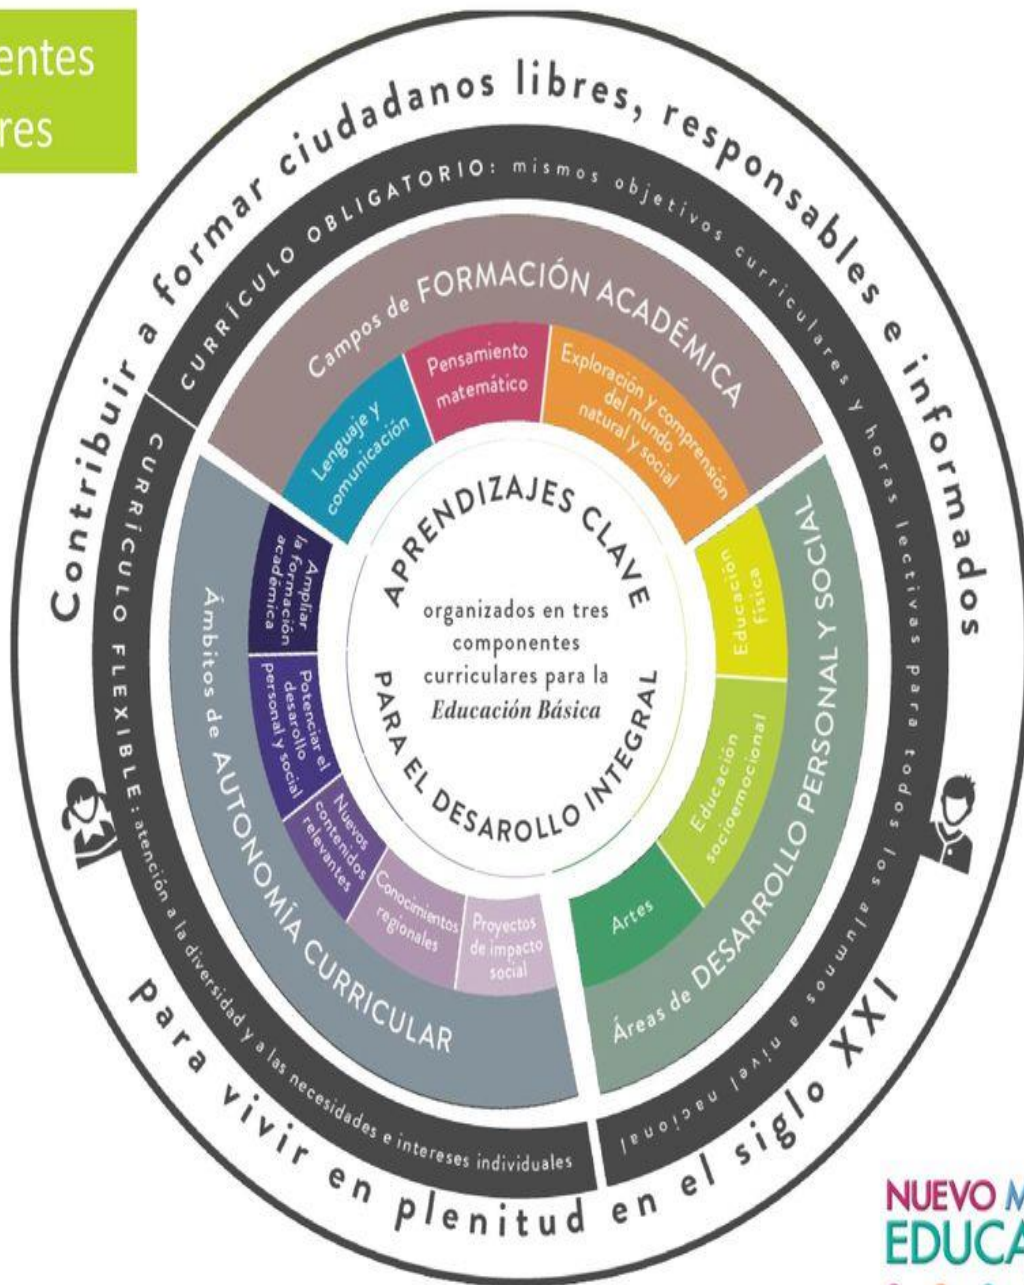 entes
res
Contribuir a formar ciudadanos libres, responsables e informados
para vivir en plenitud en el siglo XXI
CURRÍCULO OBLIGATORIO: mismos objetivos curriculares y horas lectivas para todos los alumnos a nivel nacional
CURRÍCULO FLEXIBLE: atención a la diversidad y a las necesidades e intereses individuales
Campos de FORMACIÓN ACADÉMICA
Lenguaje y
comunicación
Pensamiento
matemático
Exploración y comprensión
del mundo
natural y social
Áreas de DESARROLLO PERSONAL Y SOCIAL
Educación
física
Educación
socioemocional
Artes
Ámbitos de AUTONOMÍA CURRICULAR
Ampliar
la formación
académica
Potenciar el
desarollo
personal y social
Nuevos
contenidos
relevantes
Conocimientos
regionales
Proyectos
de impacto
social
APRENDIZAJES CLAVE
organizados en tres
componentes
curriculares para la
Educación Básica
PARA EL DESAROLLO INTEGRAL
NUEVO M
EDUCA